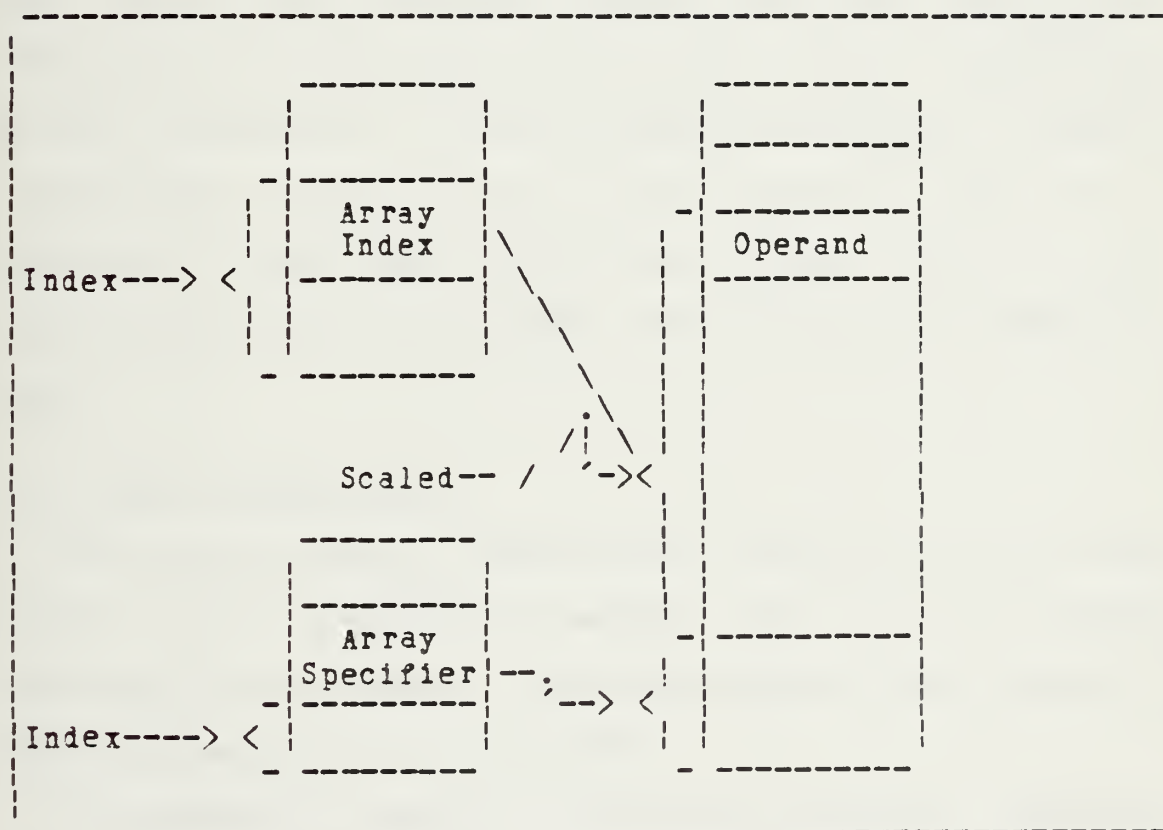 Array
Index
Operand
Index
Scaled
Array
Specifier
Index